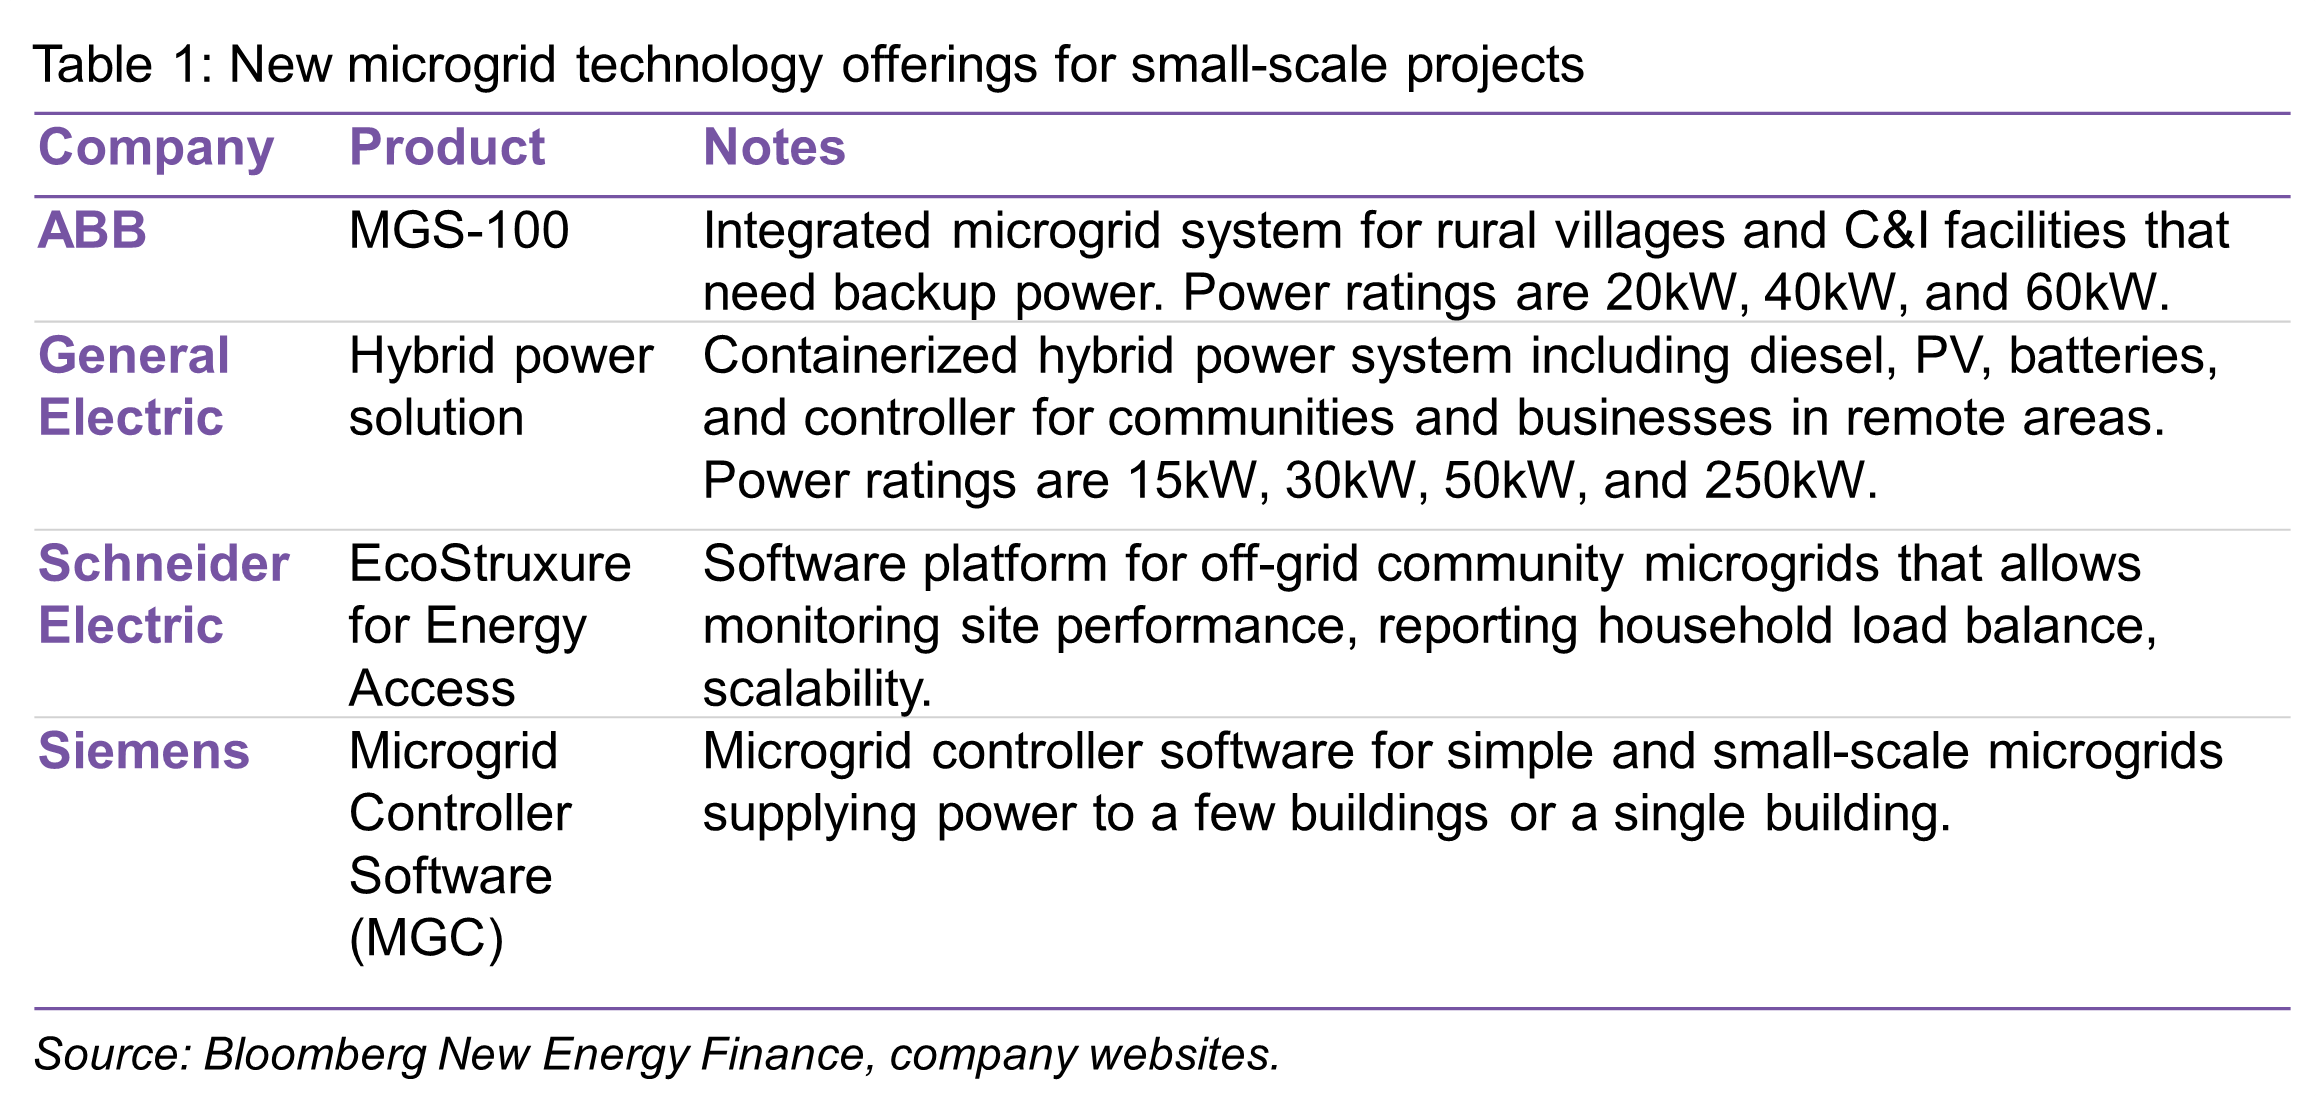 Table 1: New microgrid technology offerings for small-scale projects
Company Product Notes
ABB MGS-100 Integrated microgrid system for rural villages and C&I facilities that
need backup power. Power ratings are 20kW, 40kW, and 60kW.
General Hybrid power Containerized hybrid power system including diesel, PV, batteries,
Electric solution and controller for communities and businesses in remote areas.
Power ratings are 15kW, 30kW, 50kW, and 250kW.
Schneider EcoStruxure Software platform for off-grid community microgrids that allows
Electric for Energy monitoring site performance, reporting household load balance,
Access scalability.
Siemens Microgrid Microgrid controller software for simple and small-scale microgrids
Controller supplying power to a few buildings or a single building.
Software
(MGC)
Source: Bloomberg New Energy Finance, company websites.